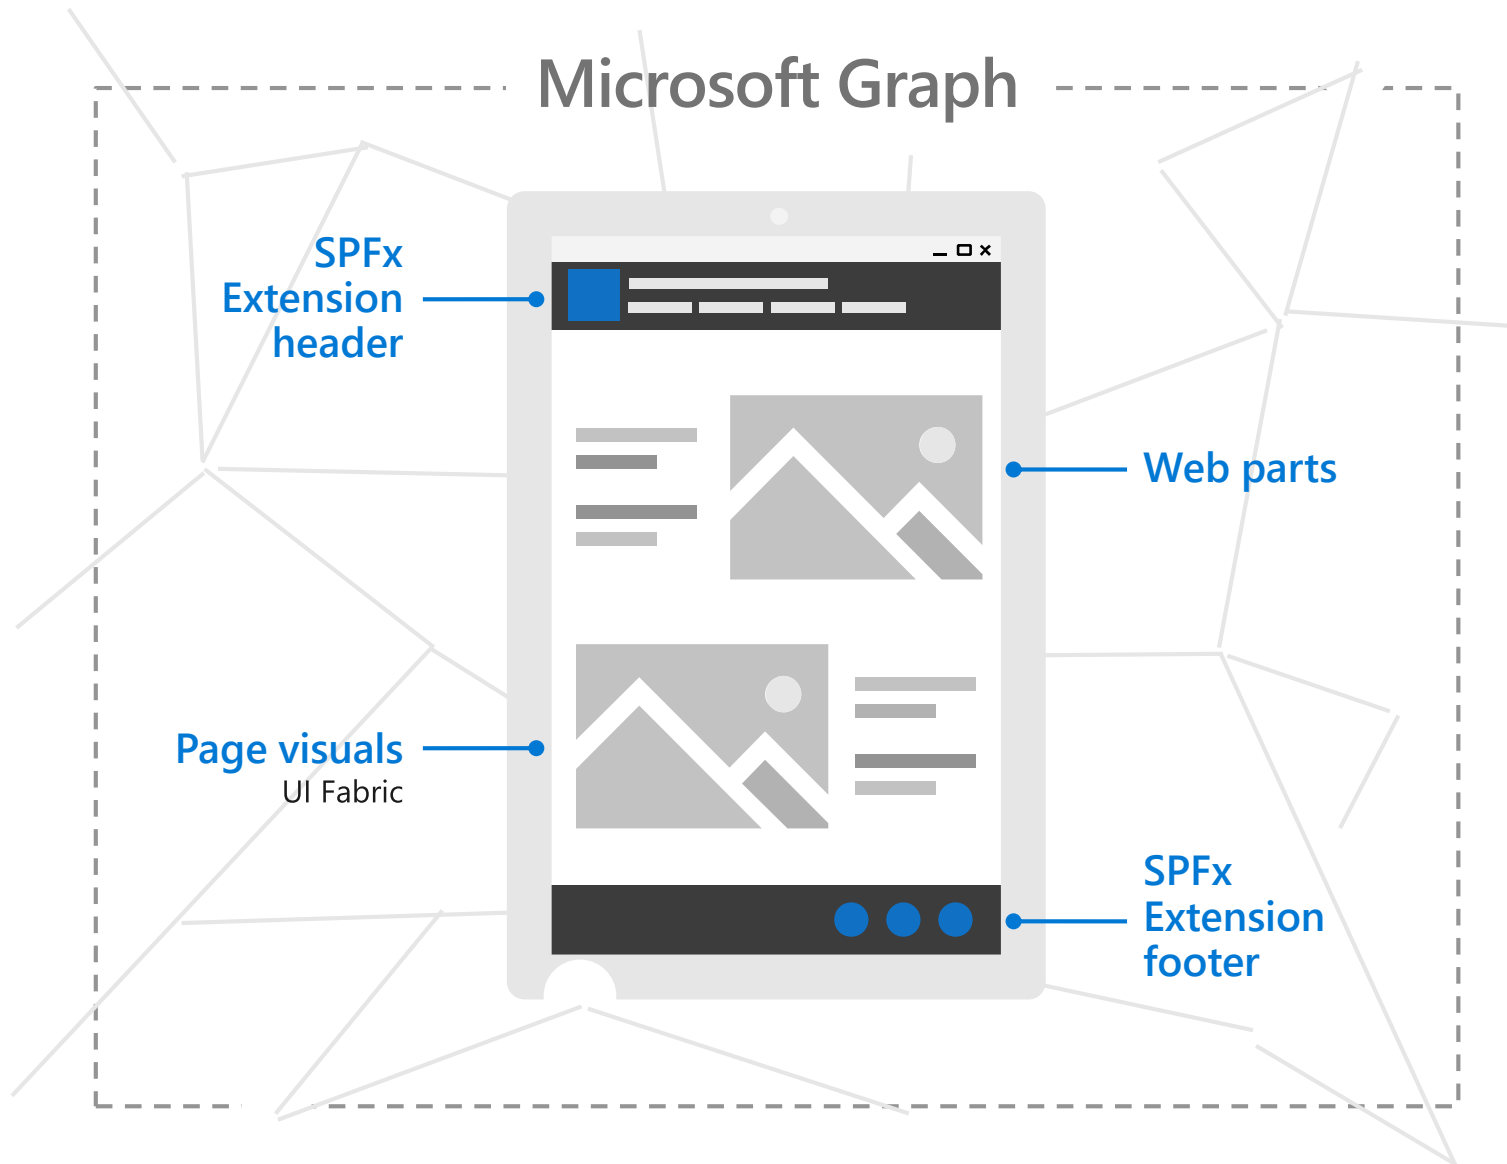 Microsoft Graph
SPFx
Extension
header
Web parts
Page visuals
UI Fabric
SPFx
Extension
footer